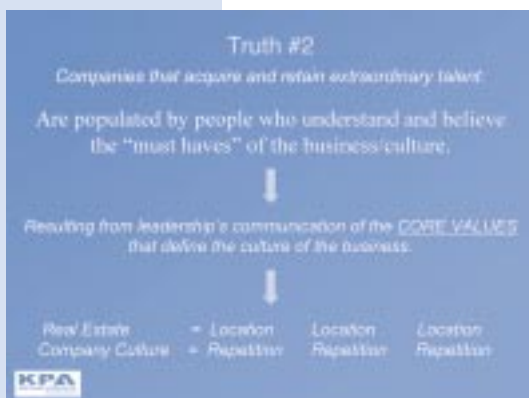 Truth #2
Companies that acquire and retain extraordinary talent
Are populated by people who understand and believe
the “must haves” of the business/culture.
Resulting from leadership's communication of the CORE VALUES
that define the culture of the business.
Real Estate = Location Location Location
Company Culture = Repetition Repetition Repetition
KPA